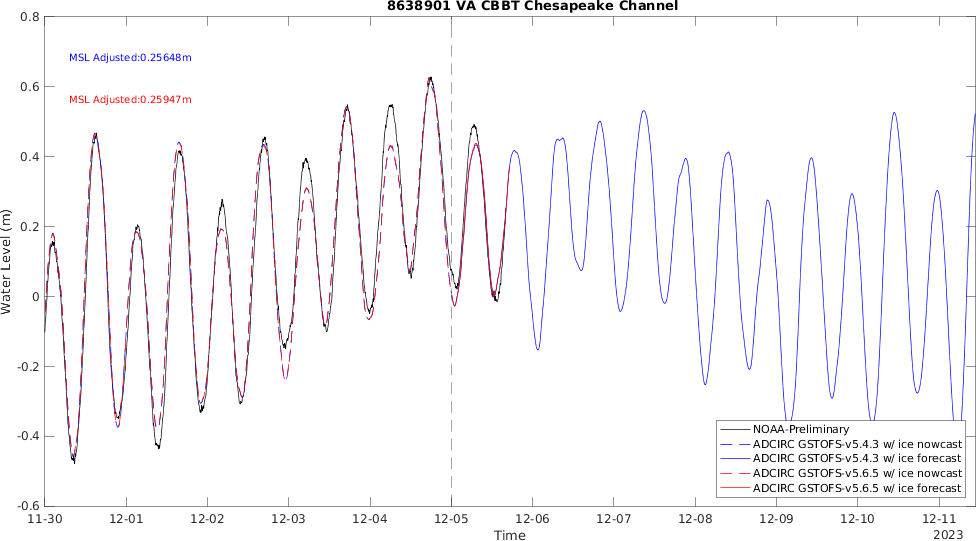 8638901 VA CBBT Chesapeake Channel
0.8
0.6
0.4
0.2
0
-0.2
-0.4
-0.6
Water Level (m)
MSL Adjusted:0.25648m
MSL Adjusted:0.25947m
NOAA-Preliminary
ADCIRC GSTOFS-v5.4.3 w/ ice nowcast
ADCIRC GSTOFS-v5.4.3 w/ ice forecast
ADCIRC GSTOFS-v5.6.5 w/ ice nowcast
ADCIRC GSTOFS-v5.6.5 w/ ice forecast
11-30 12-01 12-02 12-03 12-04 12-05 12-06 12-07 12-08 12-09 12-10 12-11
Time
2023